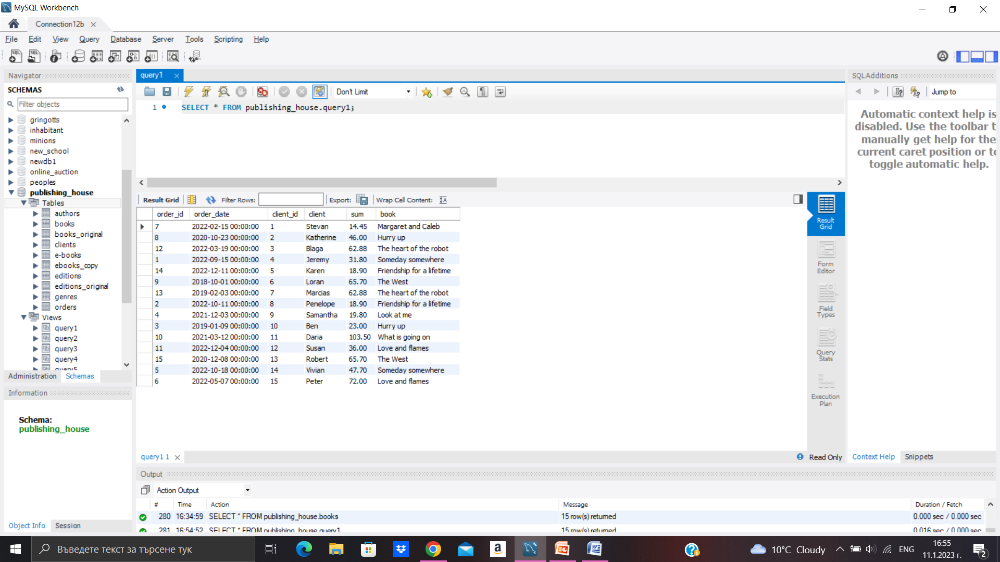 MySQL Workbench
Connection12b
File Edit View Query Database Server Tools Scripting Help
Navigator
SCHEMAS
Filter objects
gringotts
inhabitant
minions
new_school
newdb1
online_auction
peoples
publishing_house
Tables
authors
books
books_original
clients
e-books
ebooks_copy
editions
editions_original
genres
orders
Views
query1
query2
query3
query4
query5
Administration Schemas
Information
Schema:
publishing_house
Object Info Session
query1
Don't Limit
1 SELECT * FROM publishing_house.query1;
Result Grid Filter Rows: Export: Wrap Cell Content:
order_id order_date client_id client sum book
7 2022-02-15 00:00:00 1 Stevan 14.45 Margaret and Caleb
8 2020-10-23 00:00:00 2 Katherine 46.00 Hurry up
12 2022-03-19 00:00:00 3 Blaga 62.88 The heart of the robot
1 2022-09-15 00:00:00 4 Jeremy 31.80 Someday somewhere
14 2022-12-11 00:00:00 5 Karen 18.90 Friendship for a lifetime
9 2018-10-01 00:00:00 6 Loran 65.70 The West
13 2019-02-03 00:00:00 7 Marcias 62.88 The heart of the robot
2 2022-10-11 00:00:00 8 Penelope 18.90 Friendship for a lifetime
4 2021-12-03 00:00:00 9 Samantha 19.80 Look at me
3 2019-01-09 00:00:00 10 Ben 23.00 Hurry up
10 2021-03-12 00:00:00 11 Daria 103.50 What is going on
11 2022-12-04 00:00:00 12 Susan 36.00 Love and flames
15 2020-12-08 00:00:00 13 Robert 65.70 The West
5 2022-10-18 00:00:00 14 Vivian 47.70 Someday somewhere
6 2022-05-07 00:00:00 15 Peter 72.00 Love and flames
Result
Grid
Form
Editor
Field
Types
Query
Stats
Execution
Plan
query1 1
Read Only
SQLAdditions
Jump to
Automatic context help is
disabled. Use the toolbar t
manually get help for the
current caret position or to
toggle automatic help.
Context Help Snippets
Output
Action Output
# Time Action Message Duration / Fetch
280 16:34:59 SELECT * FROM publishing_house.books 15 row(s) returned 0.000 sec / 0.000 sec
281 16:54:52 SELECT * FROM publishing_house.query1 15 row(s) returned 0.016 sec / 0.000 sec
Въведете текст за търсене тук
10°C Cloudy
ENG
16:55
11.1.2023 г.
2